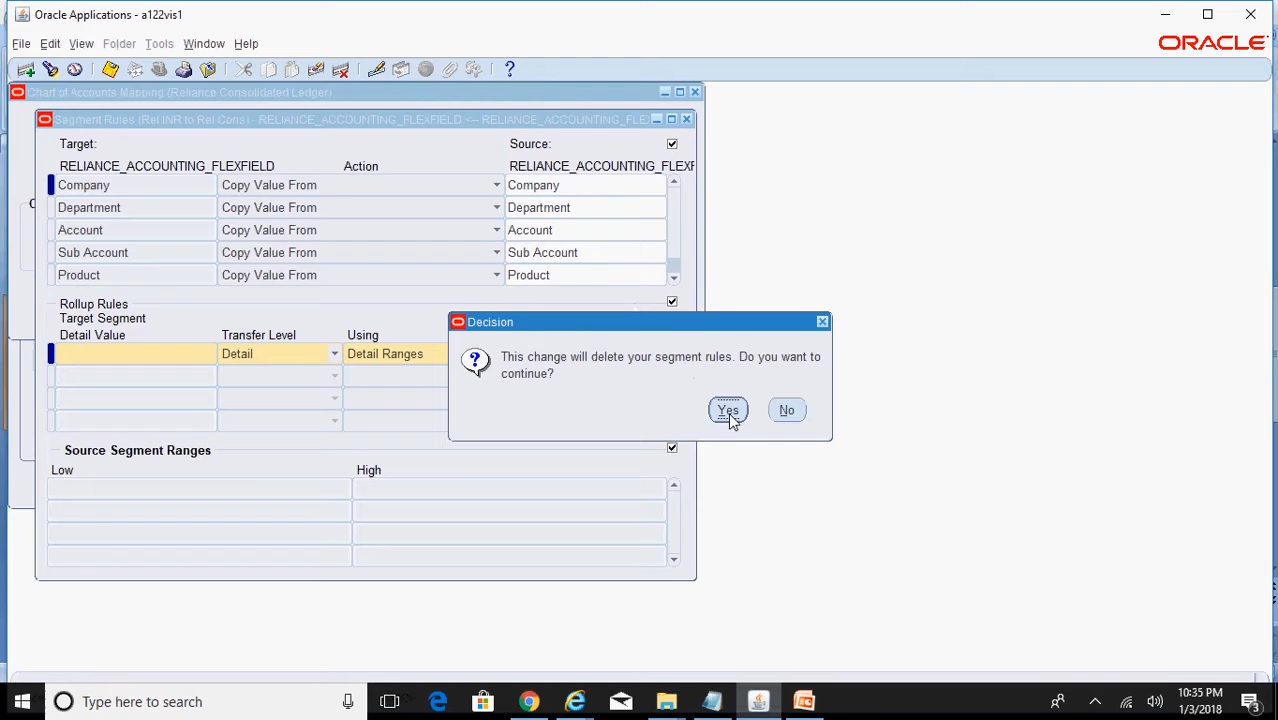 Oracle Applications - a122vis1
File Edit View Folder Tools Window Help
ORACLE
Chart of Accounts Mapping (Reliance Consolidated Ledger)
Segment Rules (Rel INR to Rel Cons) - RELIANCE_ACCOUNTING_FLEXFIELD <-- RELIANCE_ACCOUNTING_FLEX
Target: Source:
RELIANCE_ACCOUNTING_FLEXFIELD Action RELIANCE_ACCOUNTING_FLEXF
Company Copy Value From Company
Department Copy Value From Department
Account Copy Value From Account
Sub Account Copy Value From Sub Account
Product Copy Value From Product
Rollup Rules
Target Segment
Detail Value Transfer Level Using
Detail Detail Ranges
Decision
This change will delete your segment rules. Do you want to
continue?
Yes No
Source Segment Ranges
Low High
Type here to search
10:35 PM
1/3/2018
3